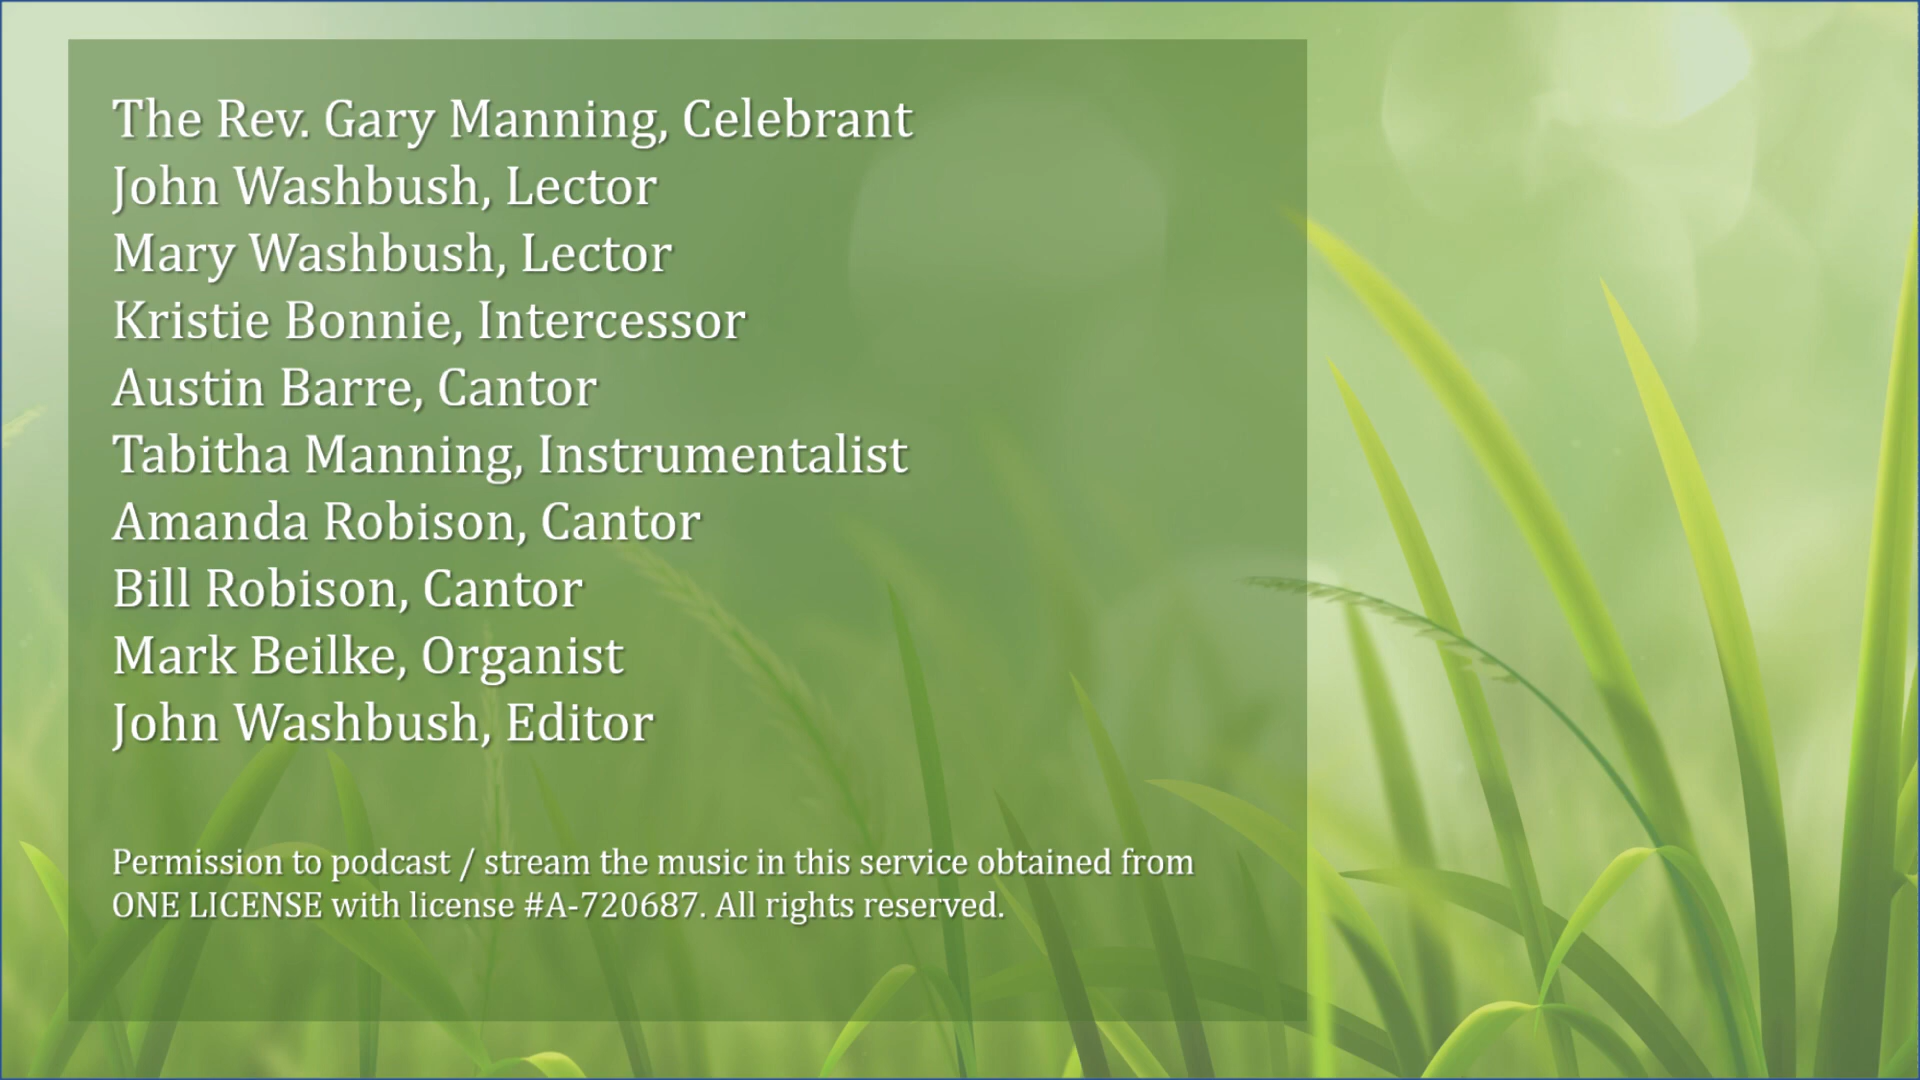 The Rev. Gary Manning, Celebrant
John Washbush, Lector
Mary Washbush, Lector
Kristie Bonnie, Intercessor
Austin Barre, Cantor
Tabitha Manning, Instrumentalist
Amanda Robison, Cantor
Bill Robison, Cantor
Mark Beilke, Organist
John Washbush, Editor
Permission to podcast / stream the music in this service obtained from
ONE LICENSE with license #A-720687. All rights reserved.